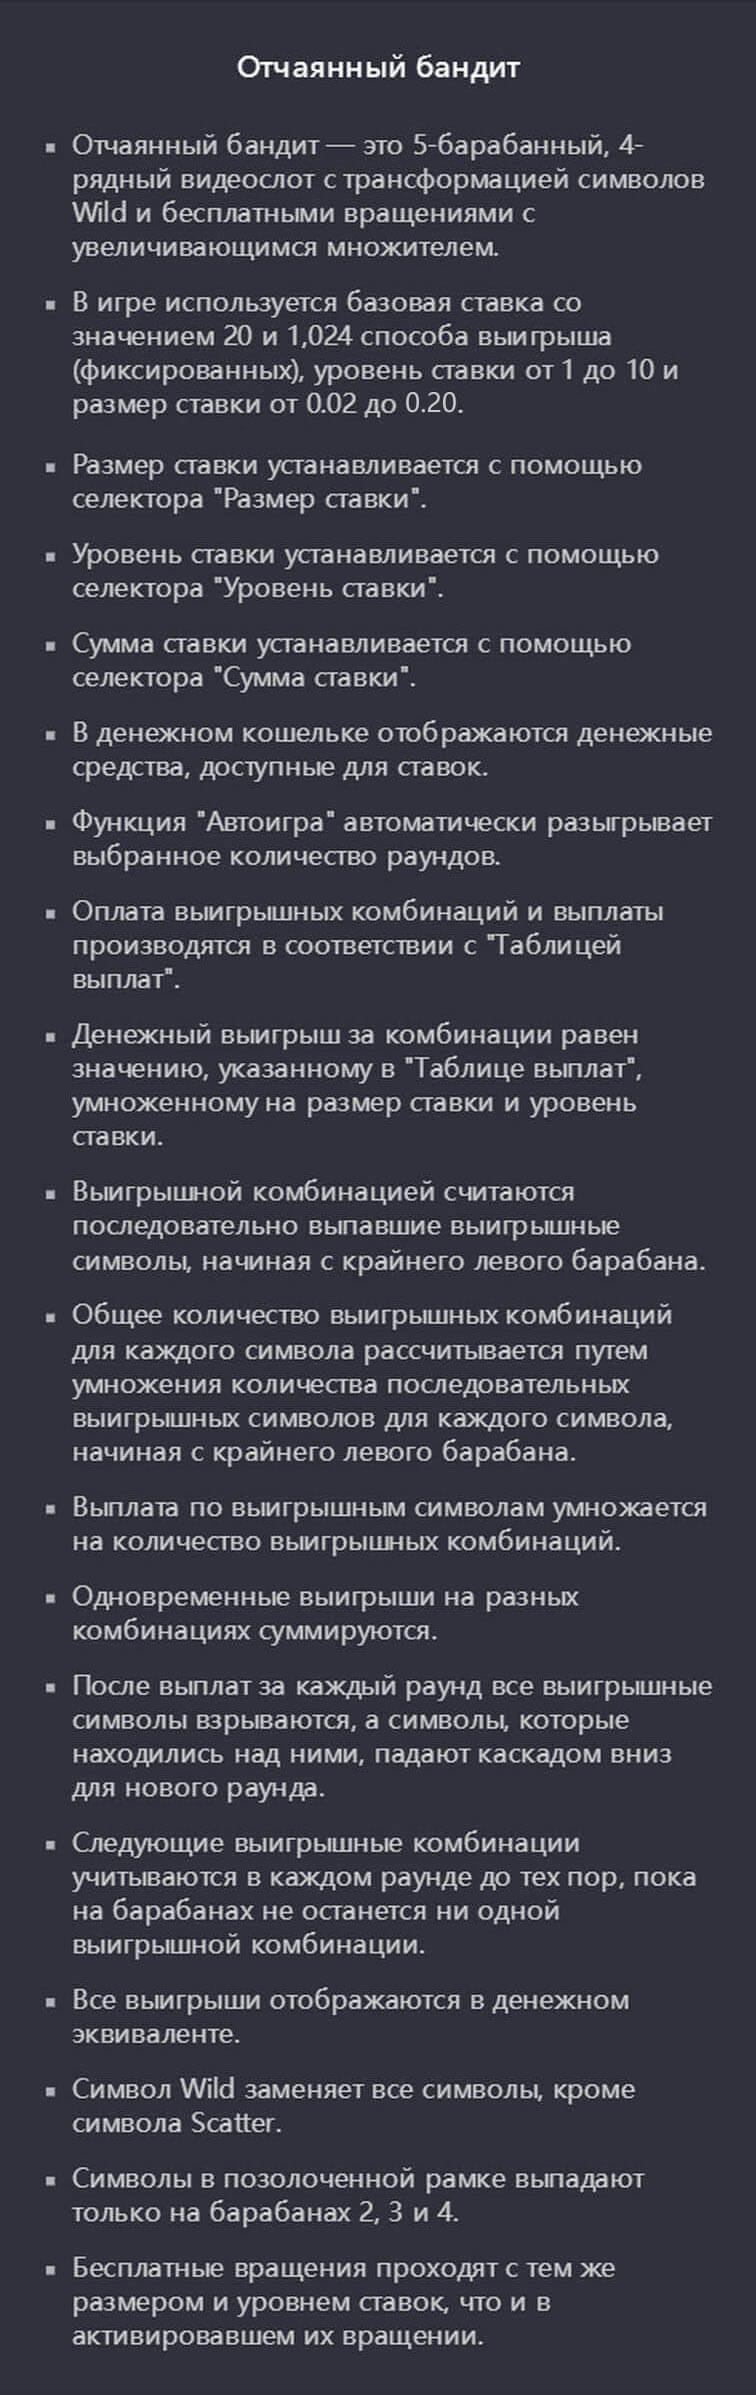 Отчаянный бандит
▪ Отчаянный бандит — это 5-барабанный, 4-
рядный видеослот с трансформацией символов
Wild и бесплатными вращениями с
увеличивающимся множителем.
▪ В игре используется базовая ставка со
значением 20 и 1,024 способа выигрыша
(фиксированных), уровень ставки от 1 до 10 и
размер ставки от 0.02 до 0.20.
▪ Размер ставки устанавливается с помощью
селектора "Размер ставки".
▪ Уровень ставки устанавливается с помощью
селектора "Уровень ставки".
▪ Сумма ставки устанавливается с помощью
селектора "Сумма ставки".
▪ В денежном кошельке отображаются денежные
средства, доступные для ставок.
▪ Функция "Автоигра" автоматически разыгрывает
выбранное количество раундов.
▪ Оплата выигрышных комбинаций и выплаты
производятся в соответствии с "Таблицей
выплат".
▪ Денежный выигрыш за комбинации равен
значению, указанному в "Таблице выплат",
умноженному на размер ставки и уровень
ставки.
▪ Выигрышной комбинацией считаются
последовательно выпавшие выигрышные
символы, начиная с крайнего левого барабана.
▪ Общее количество выигрышных комбинаций
для каждого символа рассчитывается путем
умножения количества последовательных
выигрышных символов для каждого символа,
начиная с крайнего левого барабана.
▪ Выплата по выигрышным символам умножается
на количество выигрышных комбинаций.
▪ Одновременные выигрыши на разных
комбинациях суммируются.
▪ После выплат за каждый раунд все выигрышные
символы взрываются, а символы, которые
находились над ними, падают каскадом вниз
для нового раунда.
▪ Следующие выигрышные комбинации
учитываются в каждом раунде до тех пор, пока
на барабанах не останется ни одной
выигрышной комбинации.
▪ Все выигрыши отображаются в денежном
эквиваленте.
▪ Символ Wild заменяет все символы, кроме
символа Scatter.
▪ Символы в позолоченной рамке выпадают
только на барабанах 2, 3 и 4.
▪ Бесплатные вращения проходят с тем же
размером и уровнем ставок, что и в
активировавшем их вращении.